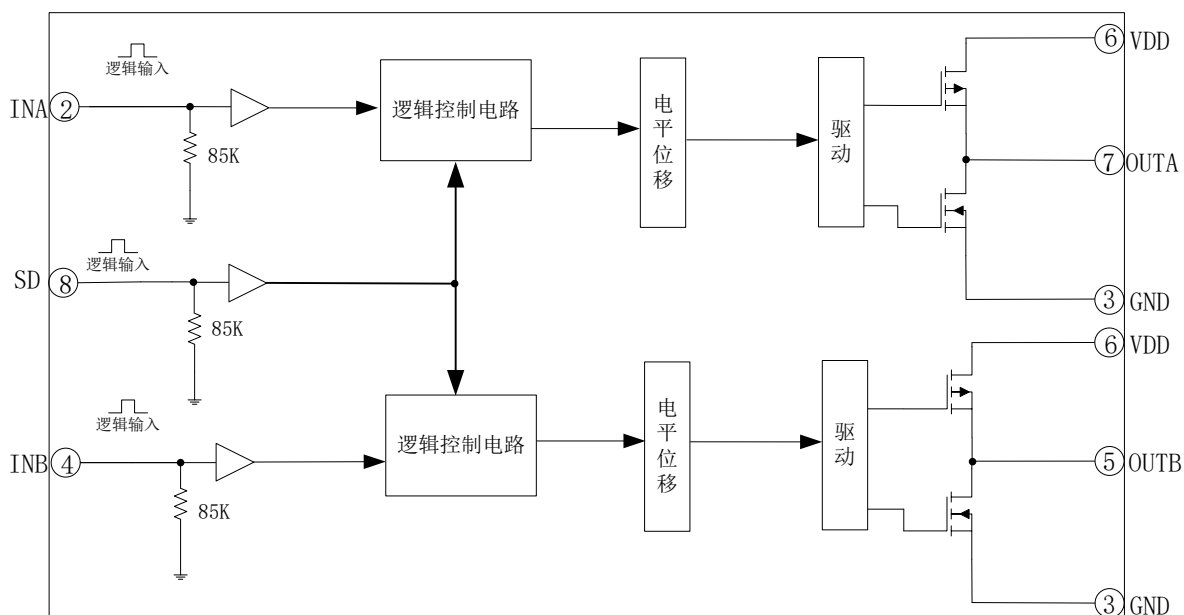 ⑥ VDD
逻辑输入
INA ②
逻辑控制电路
电平位移
驱动
85K
⑦ OUTA
逻辑输入
SD ⑧
③ GND
85K
⑥ VDD
逻辑输入
INB ④
逻辑控制电路
电平位移
驱动
⑤ OUTB
85K
③ GND